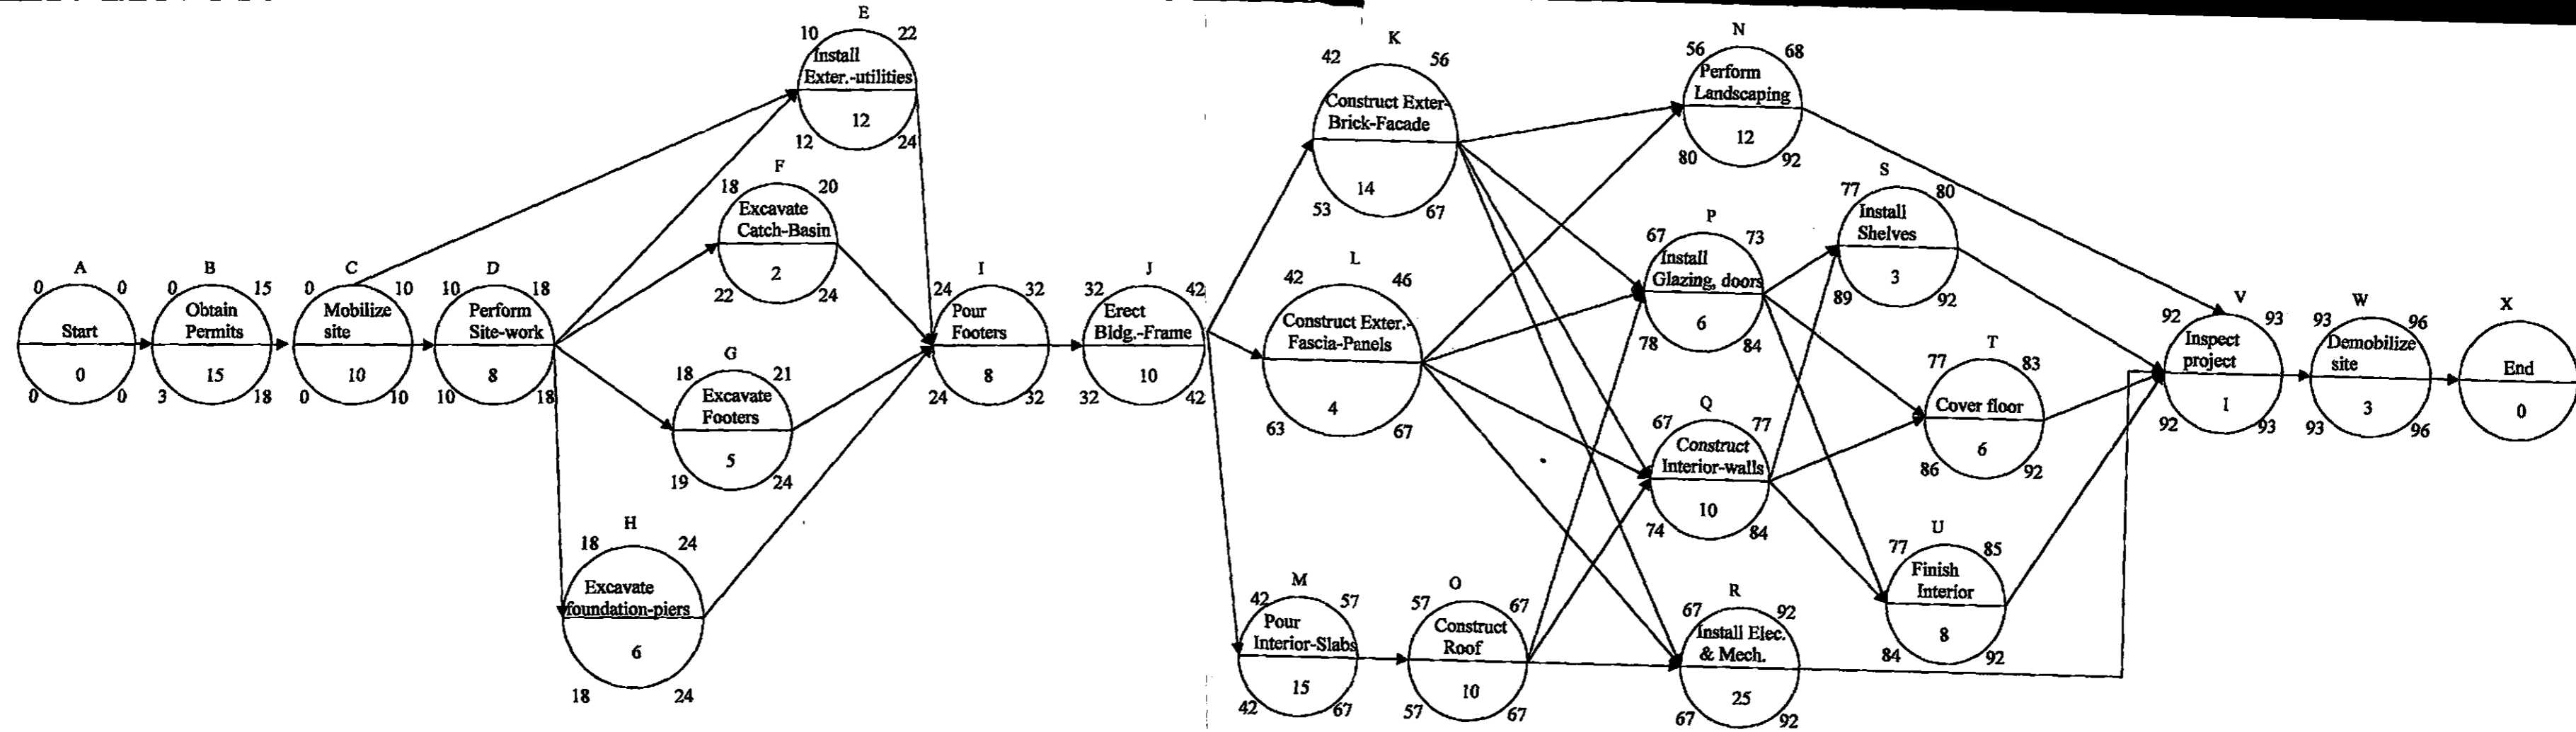 A
0 0
Start
0
0 0
B
0 15
Obtain
Permits
15
3 18
C
0 10
Mobilize
site
10
0 10
D
10 18
Perform
Site-work
8
10 18
E
10 22
Install
Exter.-utilities
12
12 24
F
18 20
Excavate
Catch-Basin
2
22 24
G
18 21
Excavate
Footers
5
19 24
H
18 24
Excavate
foundation-piers
6
18 24
I
24 32
Pour
Footers
8
24 32
J
32 42
Erect
Bldg.-Frame
10
32 42
K
42 56
Construct Exter-
Brick-Facade
14
53 67
L
42 46
Construct Exter.-
Fascia-Panels
4
63 67
M
42 57
Pour
Interior-Slabs
15
42 67
N
56 68
Perform
Landscaping
12
80 92
O
57 67
Construct
Roof
10
57 67
P
67 73
Install
Glazing, doors
6
78 84
Q
67 77
Construct
Interior-walls
10
74 84
R
67 92
Install Elec.
& Mech.
25
67 92
S
77 80
Install
Shelves
3
89 92
T
77 83
Cover floor
6
86 92
U
77 85
Finish
Interior
8
84 92
V
92 93
Inspect
project
1
92 93
W
93 96
Demobilize
site
3
93 96
X
End
0